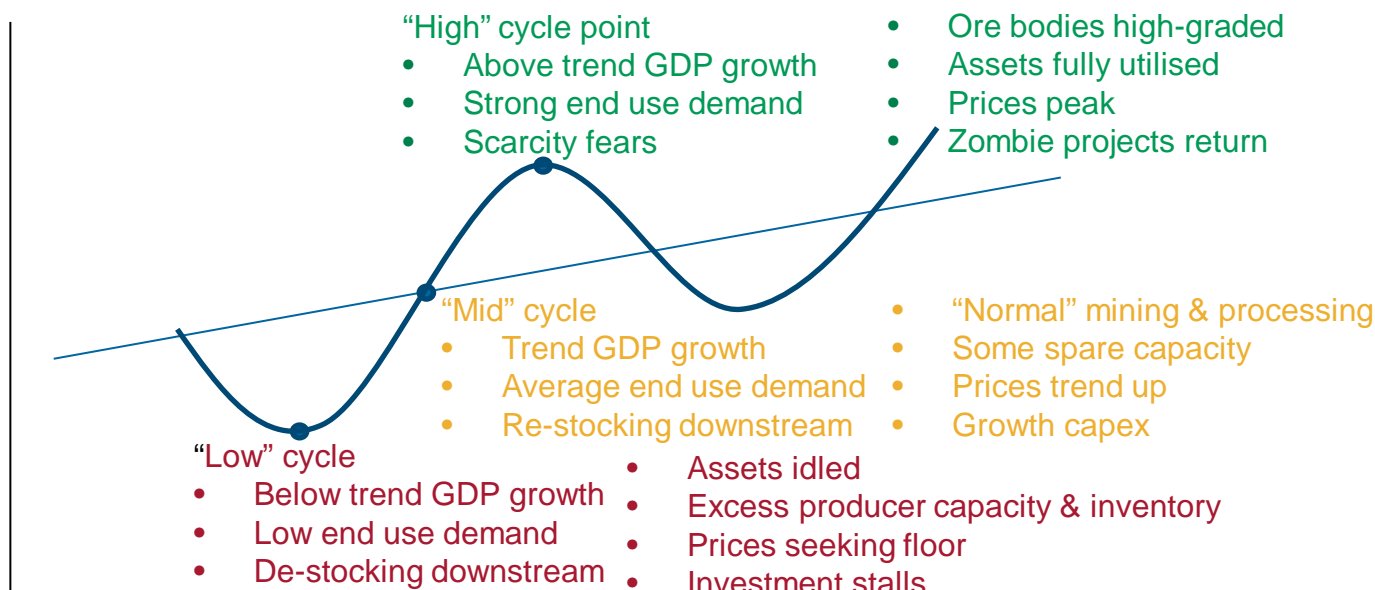 “High” cycle point
• Above trend GDP growth
• Strong end use demand
• Scarcity fears
• Ore bodies high-graded
• Assets fully utilised
• Prices peak
• Zombie projects return
“Mid” cycle
• Trend GDP growth
• Average end use demand
• Re-stocking downstream
• “Normal” mining & processing
• Some spare capacity
• Prices trend up
• Growth capex
“Low” cycle
• Below trend GDP growth
• Low end use demand
• De-stocking downstream
• Assets idled
• Excess producer capacity & inventory
• Prices seeking floor
• Investment stalls